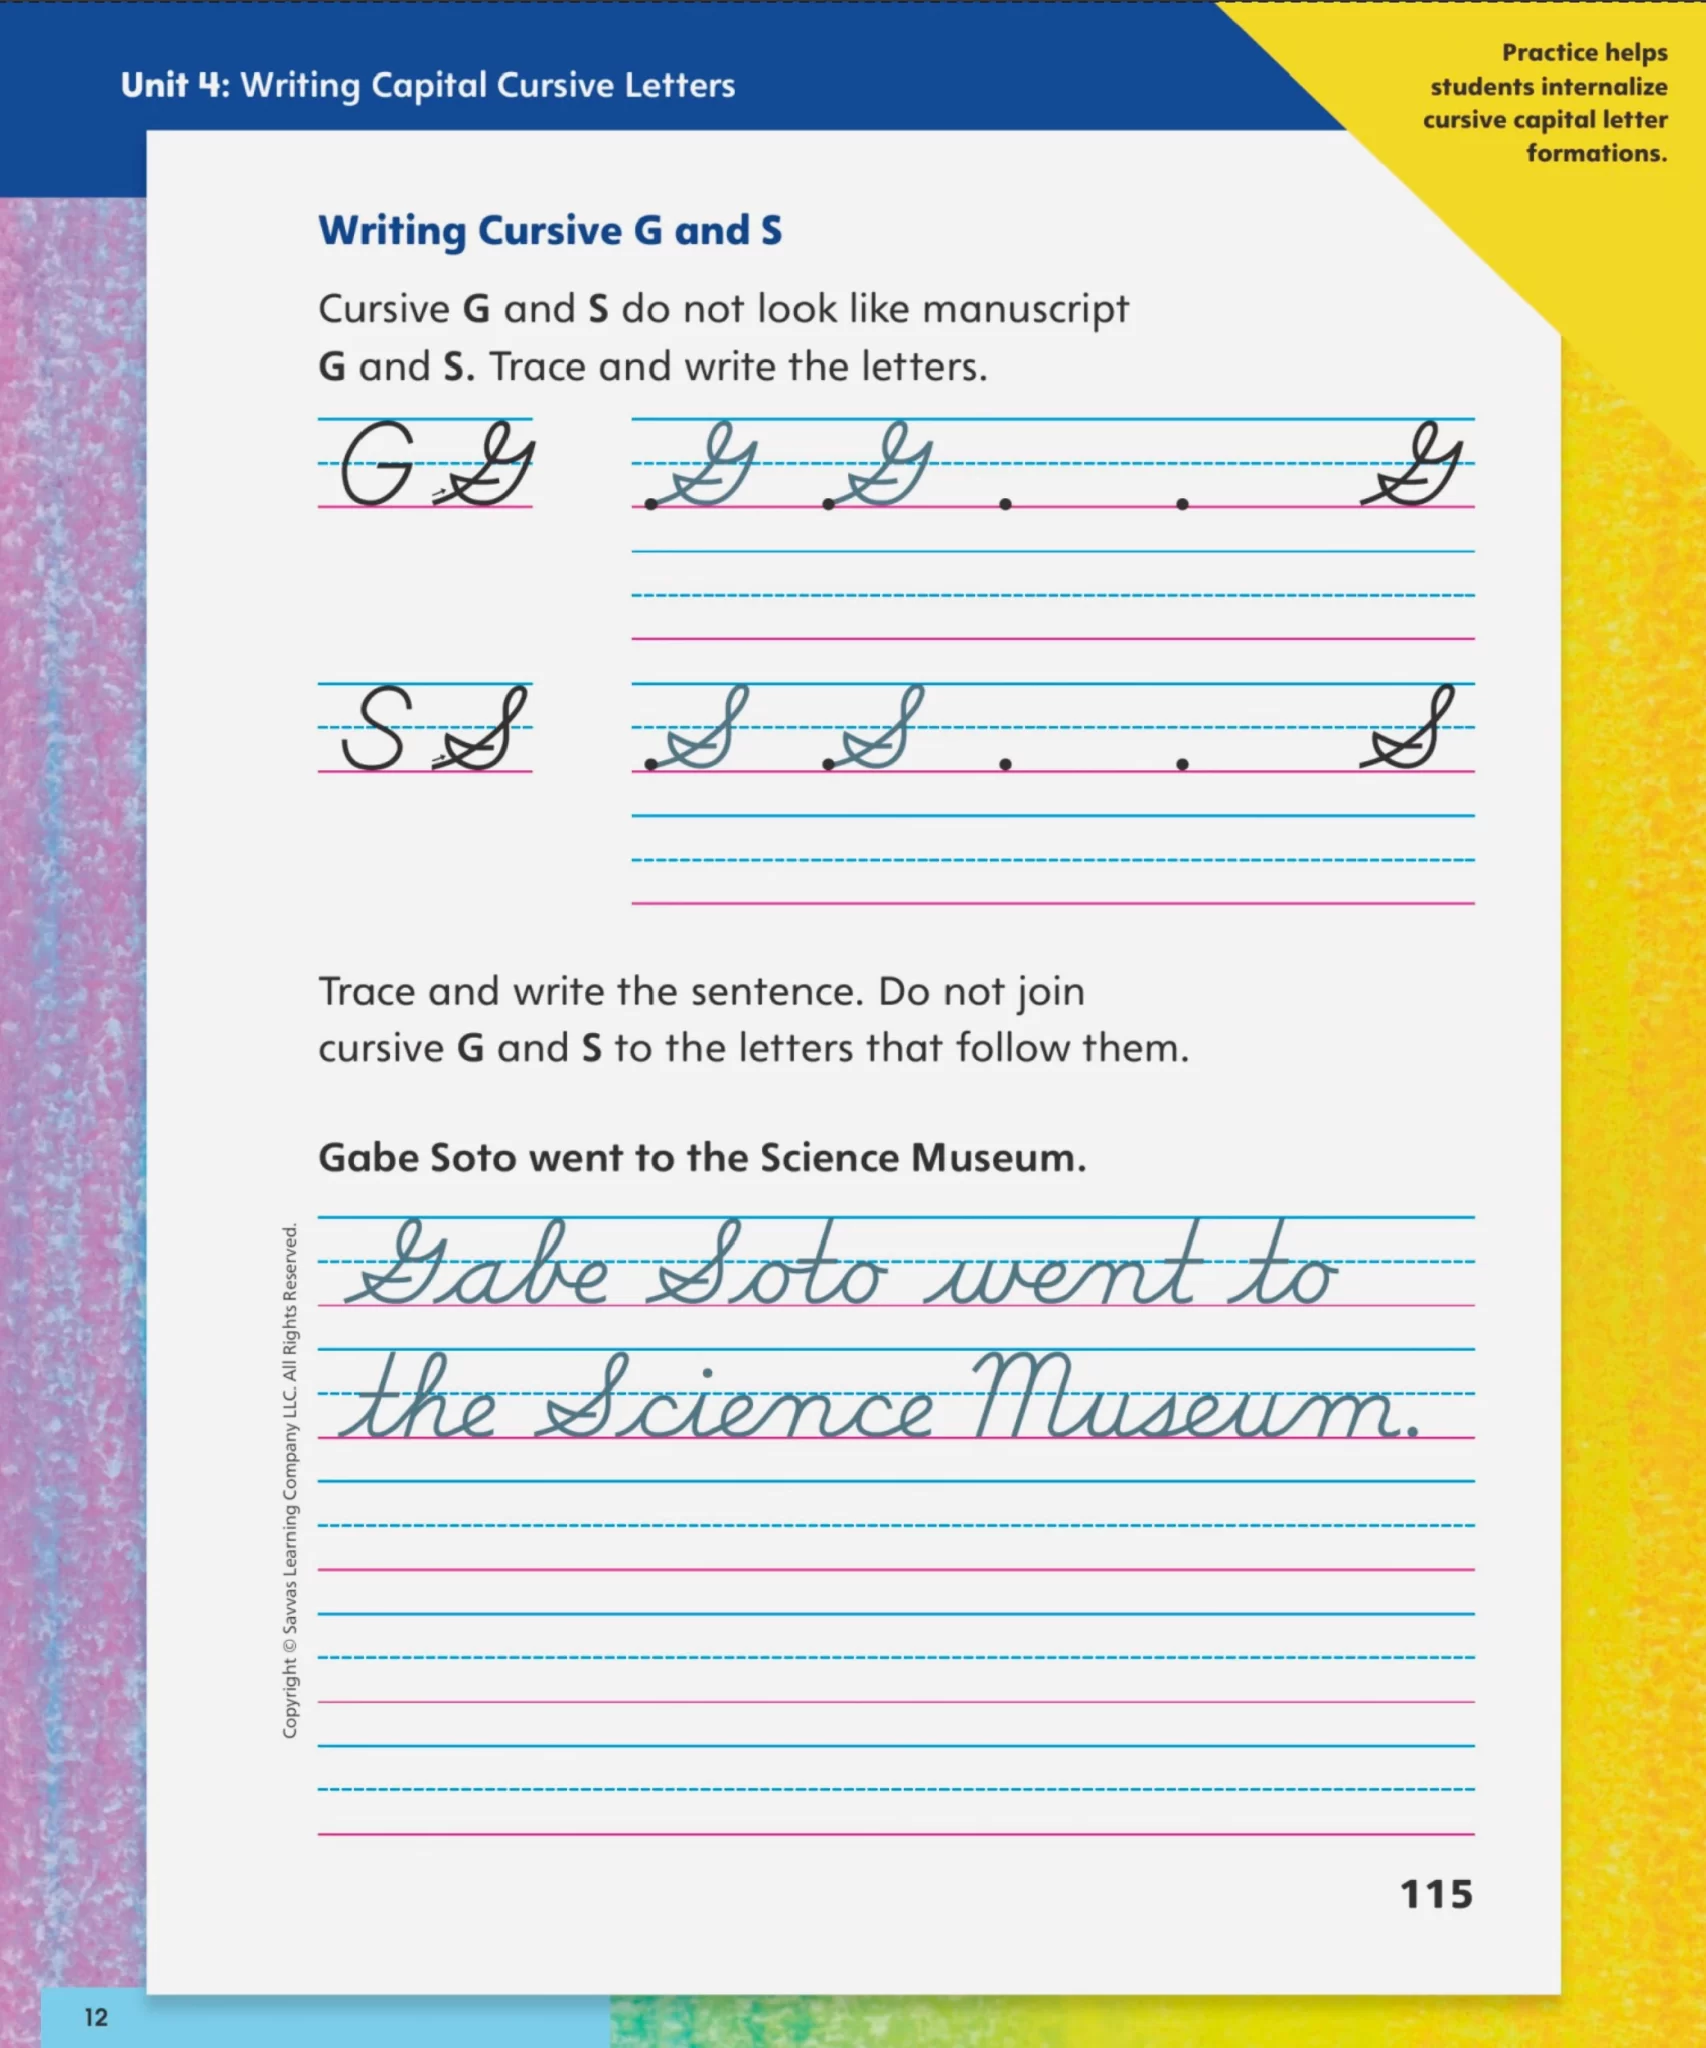 Practice helps
students internalize
cursive capital letter
formations.
Unit 4: Writing Capital Cursive Letters
Writing Cursive G and S
Cursive G and S do not look like manuscript
G and S. Trace and write the letters.
G G G G G
S S S S S
Trace and write the sentence. Do not join
cursive G and S to the letters that follow them.
Gabe Soto went to the Science Museum.
Gabe Soto went to
the Science Museum.
Copyright © Savvas Learning Company LLC. All Rights Reserved.
115
12